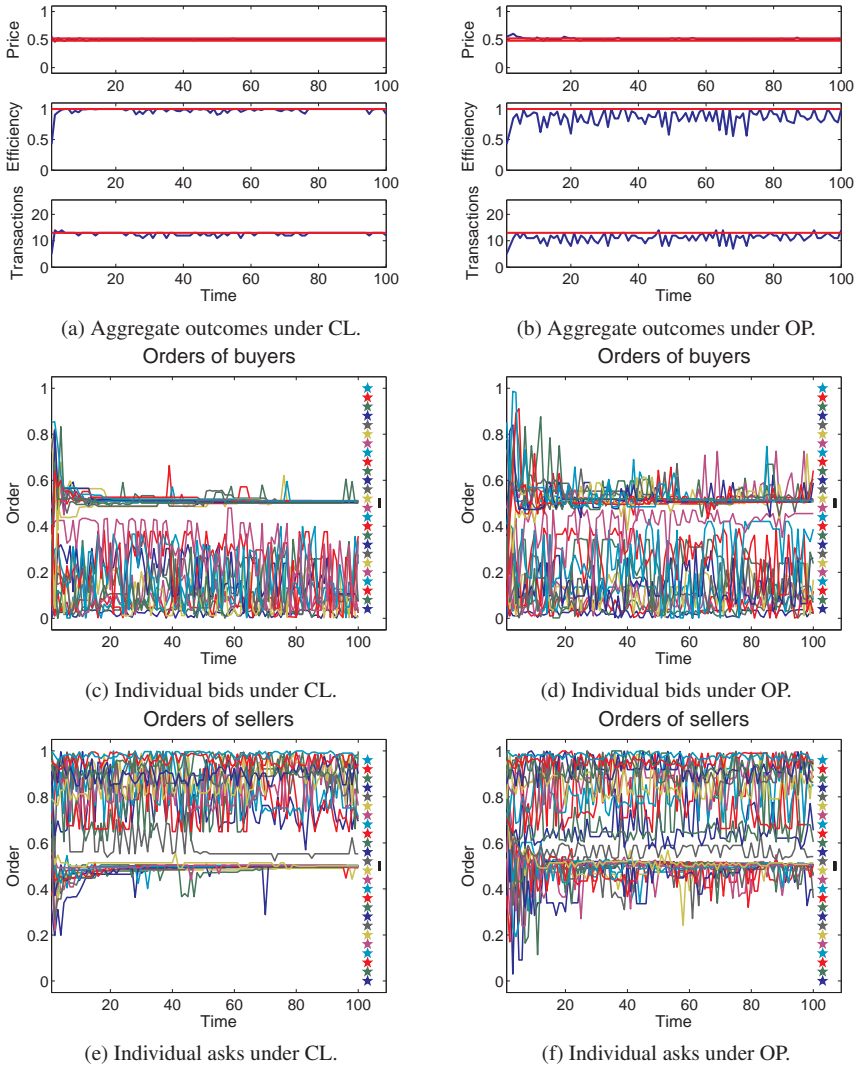 1
0.5
0
Price
20 40 60 80 100
1
0.5
0
Efficiency
20 40 60 80 100
20
10
0
Transactions
20 40 60 80 100
Time
(a) Aggregate outcomes under CL.
1
0.5
0
Price
20 40 60 80 100
1
0.5
0
Efficiency
20 40 60 80 100
20
10
0
Transactions
20 40 60 80 100
Time
(b) Aggregate outcomes under OP.
Orders of buyers
1
0.8
0.6
0.4
0.2
0
Order
20 40 60 80 100
Time
(c) Individual bids under CL.
Orders of buyers
1
0.8
0.6
0.4
0.2
0
Order
20 40 60 80 100
Time
(d) Individual bids under OP.
Orders of sellers
1
0.8
0.6
0.4
0.2
0
Order
20 40 60 80 100
Time
(e) Individual asks under CL.
Orders of sellers
1
0.8
0.6
0.4
0.2
0
Order
20 40 60 80 100
Time
(f) Individual asks under OP.